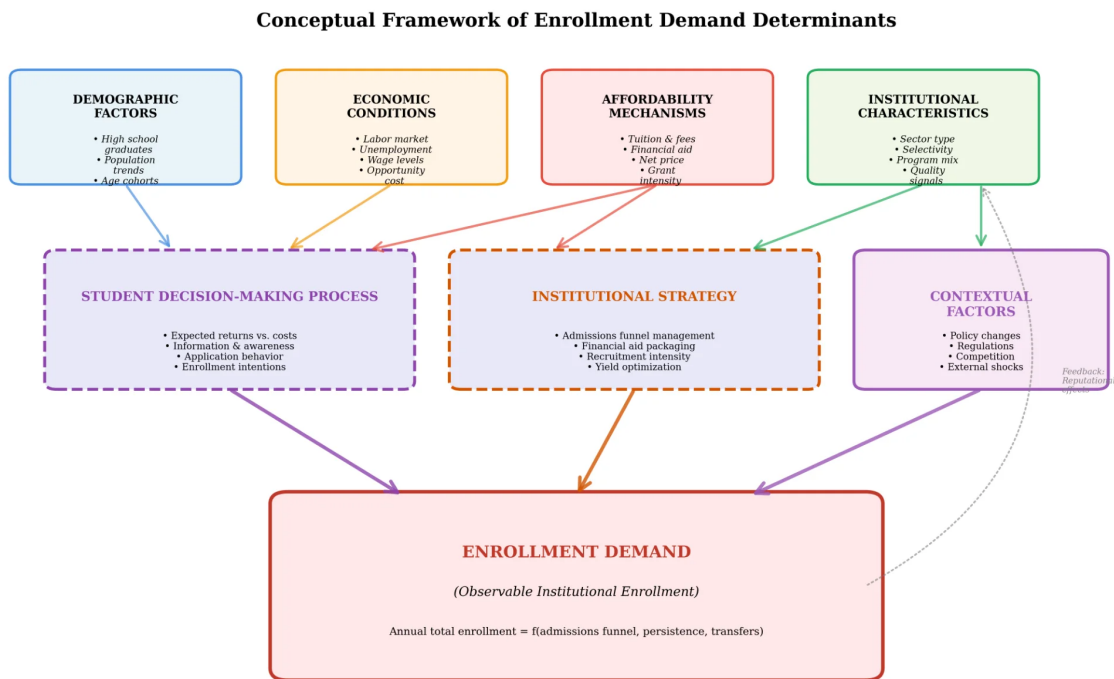 Conceptual Framework of Enrollment Demand Determinants
DEMOGRAPHIC
FACTORS
• High school
graduates
• Population
trends
• Age cohorts
ECONOMIC
CONDITIONS
• Labor market
• Unemployment
• Wage levels
• Opportunity
cost
AFFORDABILITY
MECHANISMS
• Tuition & fees
• Financial aid
• Net price
• Grant
intensity
INSTITUTIONAL
CHARACTERISTICS
• Sector type
• Selectivity
• Program mix
• Quality
signals
STUDENT DECISION-MAKING PROCESS
• Expected returns vs. costs
• Information & awareness
• Application behavior
• Enrollment intentions
INSTITUTIONAL STRATEGY
• Admissions funnel management
• Financial aid packaging
• Recruitment intensity
• Yield optimization
CONTEXTUAL
FACTORS
• Policy changes
• Regulations
• Competition
• External shocks
Feedback:
Reputational
effects
ENROLLMENT DEMAND
(Observable Institutional Enrollment)
Annual total enrollment = f(admissions funnel, persistence, transfers)